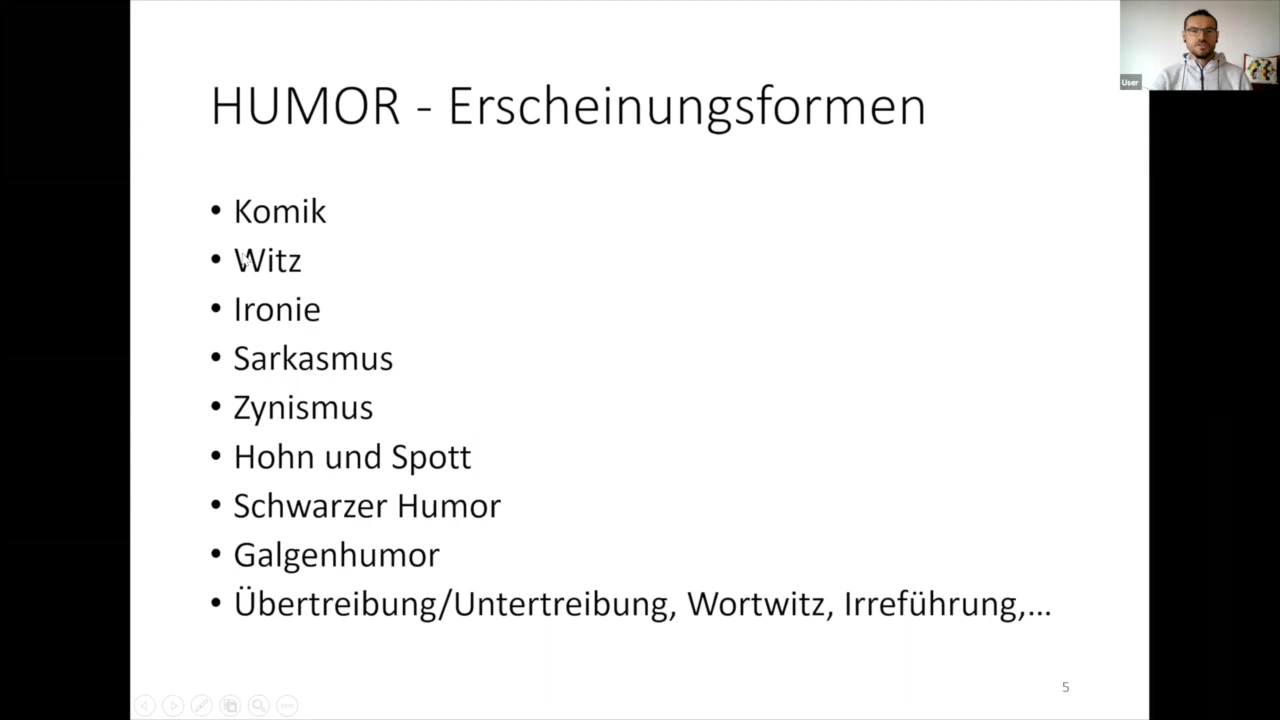 HUMOR - Erscheinungsformen
• Komik
• Witz
• Ironie
• Sarkasmus
• Zynismus
• Hohn und Spott
• Schwarzer Humor
• Galgenhumor
• Übertreibung/Untertreibung, Wortwitz, Irreführung,...
User
5